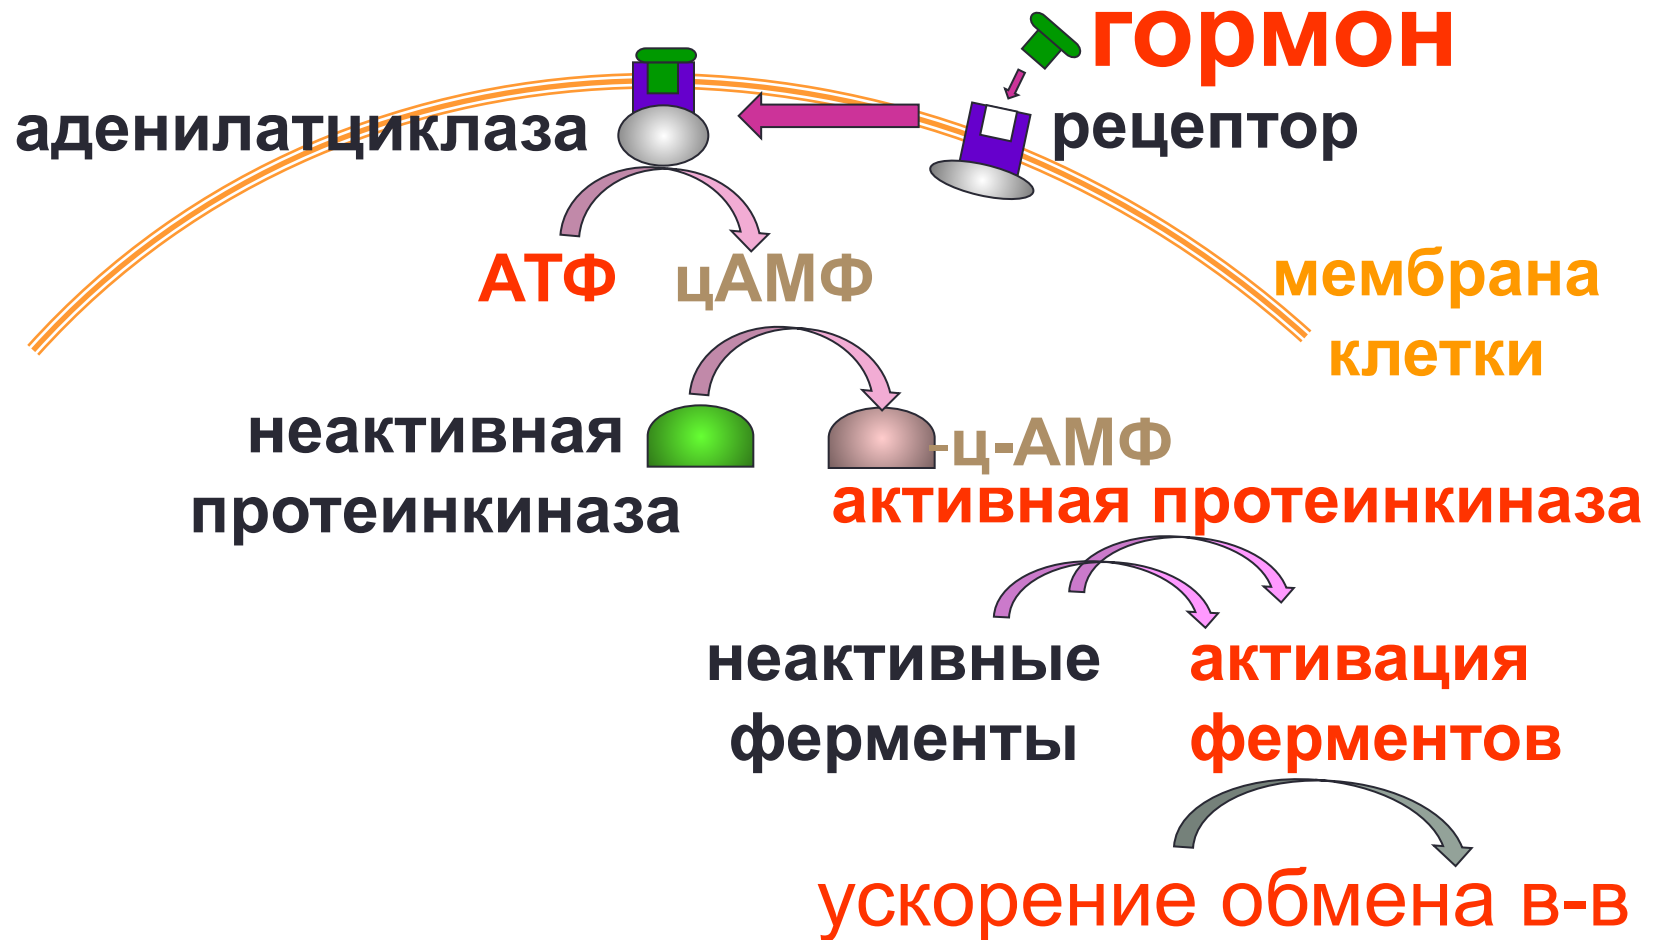 гормон
аденилатциклаза
рецептор
АТФ цАМФ
мембрана
клетки
неактивная
протеинкиназа
-ц-АМФ
активная протеинкиназа
неактивные
ферменты
активация
ферментов
ускорение обмена в-в